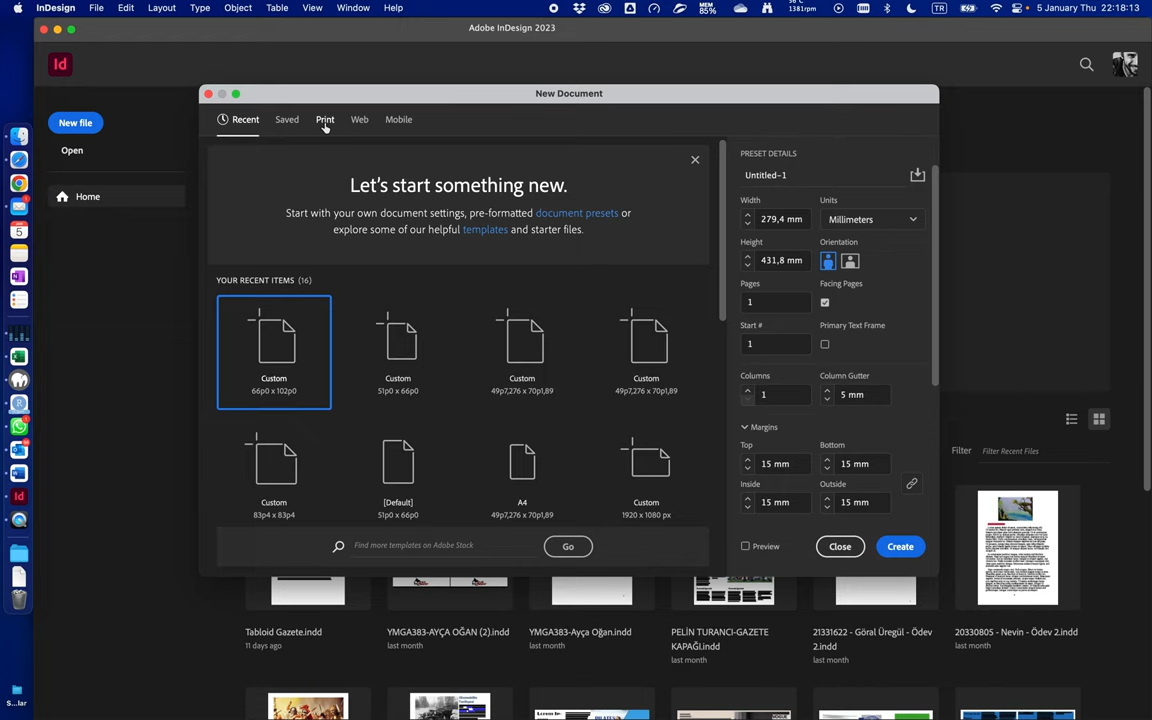 InDesign File Edit Layout Type Object Table View Window Help
MEM 85%
1381rpm
TR
5 January Thu 22:18:13
Adobe InDesign 2023
Id
New file
Open
Home
New Document
Recent Saved Print Web Mobile
Let's start something new.
Start with your own document settings, pre-formatted document presets or
explore some of our helpful templates and starter files.
YOUR RECENT ITEMS (16)
Custom
66p0 x 102p0
Custom
51p0 x 66p0
Custom
49p7,276 x 70p1,89
Custom
49p7,276 x 70p1,89
Custom
83p4 x 83p4
[Default]
51p0 x 66p0
A4
49p7,276 x 70p1,89
Custom
1920 x 1080 px
Find more templates on Adobe Stock
Go
PRESET DETAILS
Untitled-1
Width Units
279,4 mm Millimeters
Height Orientation
431,8 mm
Pages Facing Pages
1
Start # Primary Text Frame
1
Columns Column Gutter
1 5 mm
Margins
Top Bottom
15 mm 15 mm
Inside Outside
15 mm 15 mm
Preview
Close
Create
Filter Filter Recent Files
Tabloid Gazete.indd
11 days ago
YMGA383-AYÇA OĞAN (2).indd
last month
YMGA383-Ayça Oğan.indd
last month
PELİN TURANCI-GAZETE
KAPAĞI.indd
last month
21331622 - Göral Üregül - Ödev
2.indd
last month
20330805 - Nevin - Ödev 2.indd
last month
S...lar